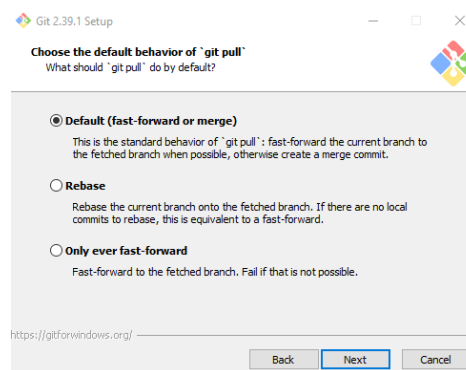 Git 2.39.1 Setup
Choose the default behavior of `git pull`
What should `git pull` do by default?
Default (fast-forward or merge)
This is the standard behavior of `git pull`: fast-forward the current branch to
the fetched branch when possible, otherwise create a merge commit.
Rebase
Rebase the current branch onto the fetched branch. If there are no local
commits to rebase, this is equivalent to a fast-forward.
Only ever fast-forward
Fast-forward to the fetched branch. Fail if that is not possible.
https://gitforwindows.org/
Back Next Cancel